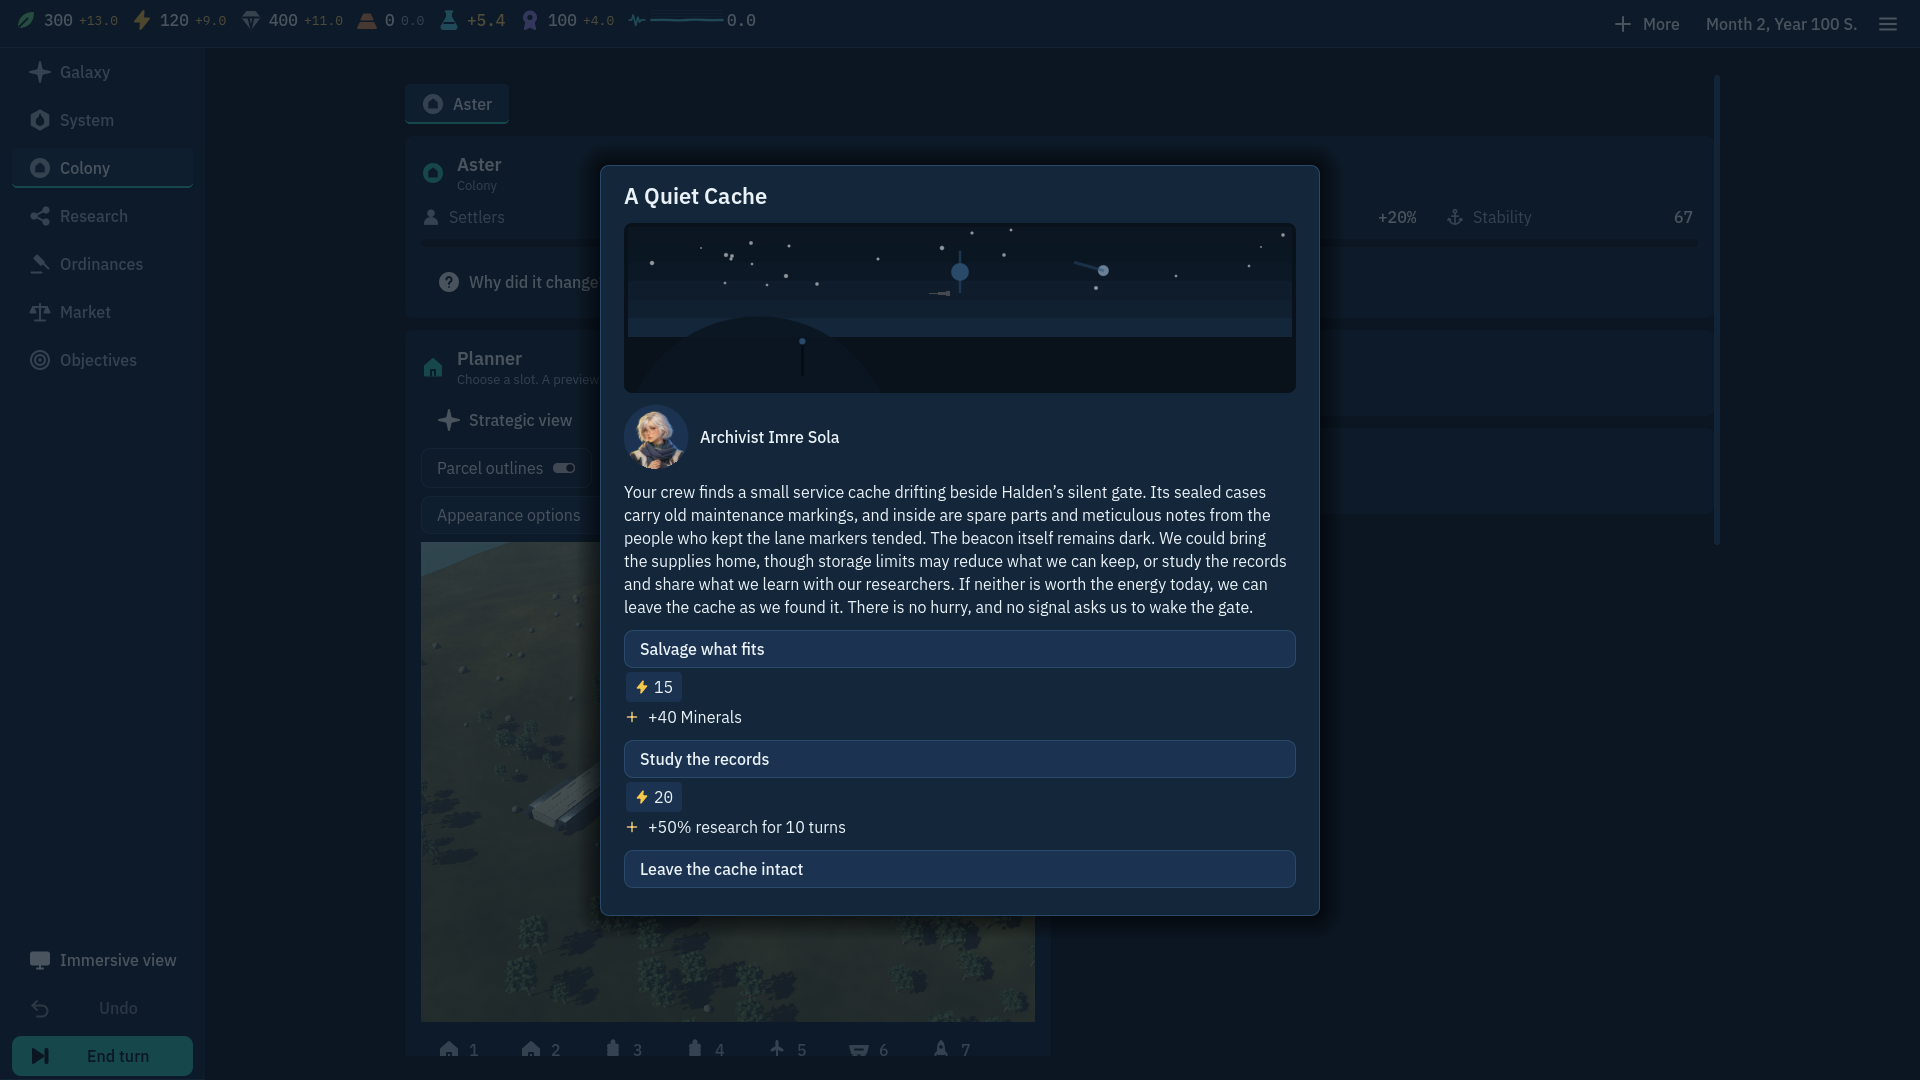 300 +13.0 120 +9.0 400 +11.0 0 0.0 +5.4 100 +4.0 0.0 More Month 2, Year 100 S.
Galaxy
System
Colony
Research
Ordinances
Market
Objectives
Immersive view
Undo
End turn
Aster
Aster
Colony
Settlers +20% Stability 67
Why did it change
Planner
Choose a slot. A preview
Strategic view
Parcel outlines
Appearance options
1 2 3 4 5 6 7
A Quiet Cache
Archivist Imre Sola
Your crew finds a small service cache drifting beside Halden’s silent gate. Its sealed cases
carry old maintenance markings, and inside are spare parts and meticulous notes from the
people who kept the lane markers tended. The beacon itself remains dark. We could bring
the supplies home, though storage limits may reduce what we can keep, or study the records
and share what we learn with our researchers. If neither is worth the energy today, we can
leave the cache as we found it. There is no hurry, and no signal asks us to wake the gate.
Salvage what fits
15
+40 Minerals
Study the records
20
+50% research for 10 turns
Leave the cache intact